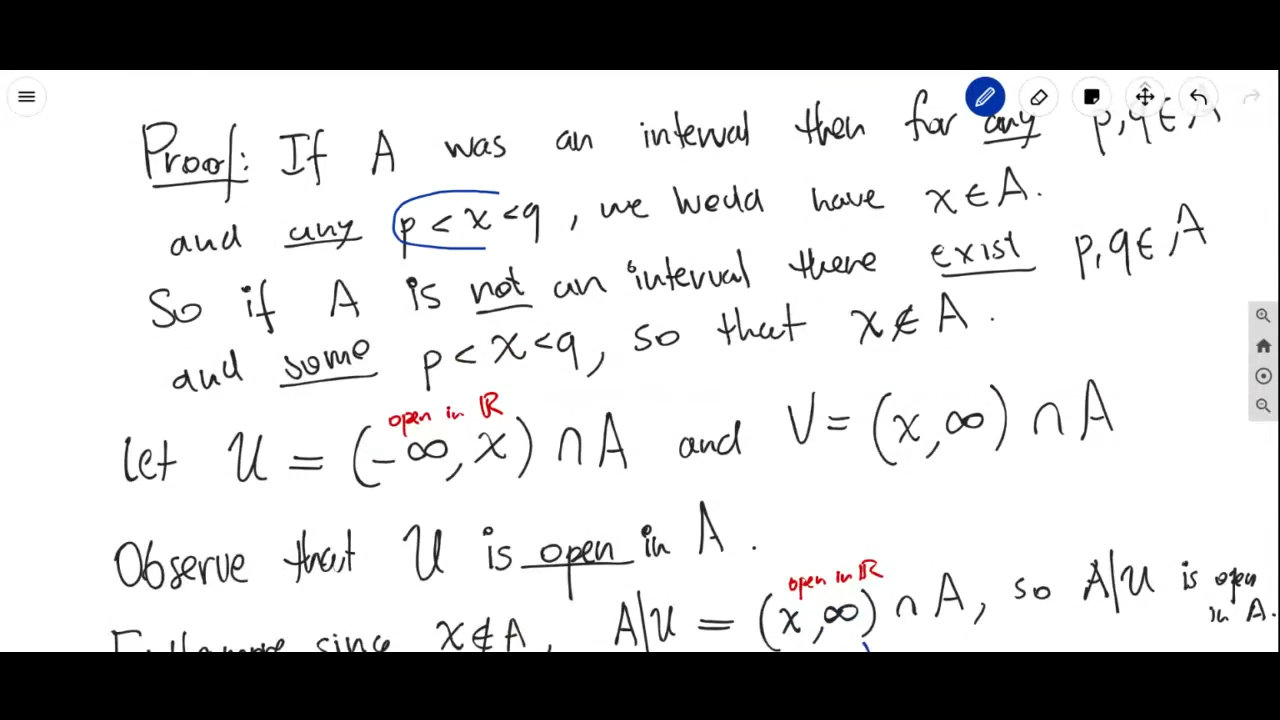 Proof: If A was an interval then for any p,q ∈ A
and any p < x < q, we would have x ∈ A.
So if A is not an interval there exist p,q ∈ A
and some p < x < q, so that x ∉ A.
open in ℝ
let U = (-∞, x) ∩ A and V = (x, ∞) ∩ A
Observe that U is open in A.
open in ℝ
since x ∉ A, A|U = (x, ∞) ∩ A, so A|U is open
in A.